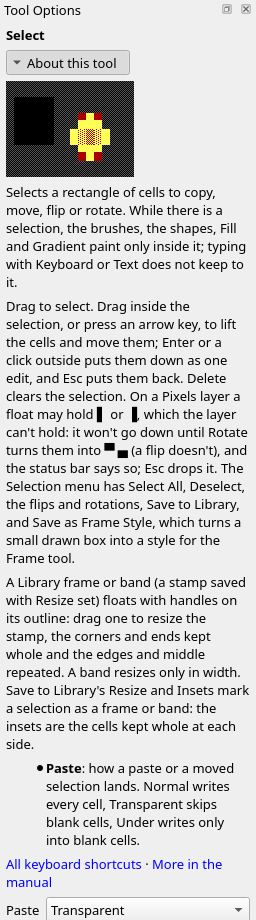 Tool Options
Select
About this tool
Selects a rectangle of cells to copy,
move, flip or rotate. While there is a
selection, the brushes, the shapes, Fill
and Gradient paint only inside it; typing
with Keyboard or Text does not keep to
it.
Drag to select. Drag inside the
selection, or press an arrow key, to lift
the cells and move them; Enter or a
click outside puts them down as one
edit, and Esc puts them back. Delete
clears the selection. On a Pixels layer a
float may hold ▌ or ▐, which the layer
can't hold: it won't go down until Rotate
turns them into ▀ ▄ (a flip doesn't), and
the status bar says so; Esc drops it. The
Selection menu has Select All, Deselect,
the flips and rotations, Save to Library,
and Save as Frame Style, which turns a
small drawn box into a style for the
Frame tool.
A Library frame or band (a stamp saved
with Resize set) floats with handles on
its outline: drag one to resize the
stamp, the corners and ends kept
whole and the edges and middle
repeated. A band resizes only in width.
Save to Library's Resize and Insets mark
a selection as a frame or band: the
insets are the cells kept whole at each
side.
• Paste: how a paste or a moved
selection lands. Normal writes
every cell, Transparent skips
blank cells, Under writes only
into blank cells.
All keyboard shortcuts · More in the
manual
Paste Transparent